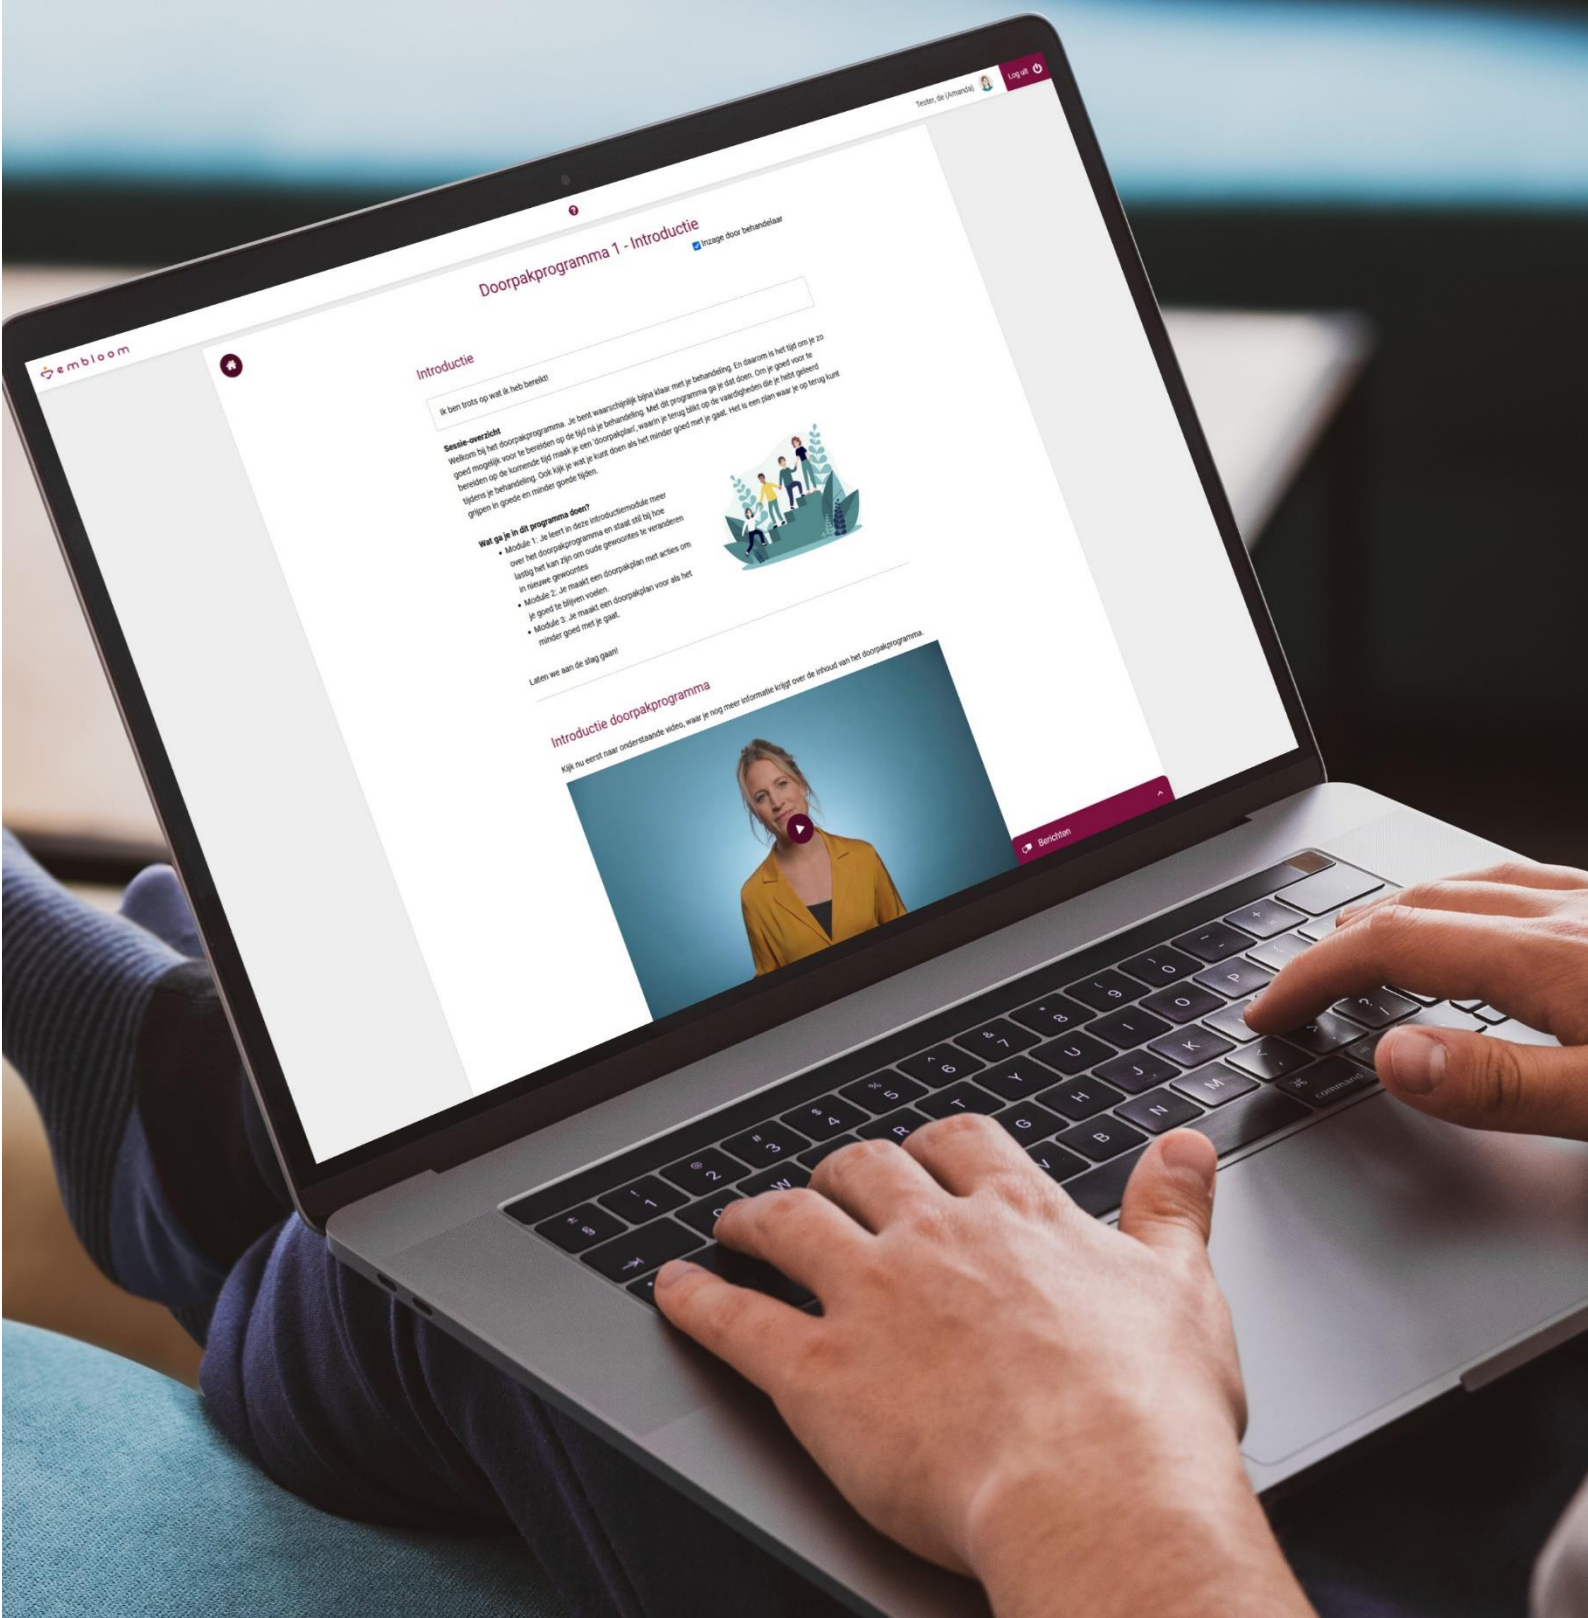 embloom
Tester, de (Amanda)
Log uit
Doorpakprogramma 1 - Introductie
Inzage door behandelaar
Introductie
Ik ben trots op wat ik heb bereikt!
Sessie-overzicht
Welkom bij het doorpakprogramma. Je bent waarschijnlijk bijna klaar met je behandeling. En daarom is het tijd om je zo
goed mogelijk voor te bereiden op de tijd ná je behandeling. Met dit programma ga je dat doen. Om je goed voor te
bereiden op de komende tijd maak je een 'doorpakplan', waarin je terug blikt op de vaardigheden die je hebt geleerd
tijdens je behandeling. Ook kijk je wat je kunt doen als het minder goed met je gaat. Het is een plan waar je op terug kunt
grijpen in goede en minder goede tijden.
Wat ga je in dit programma doen?
• Module 1: Je leert in deze introductiemodule meer
over het doorpakprogramma en staat stil bij hoe
lastig het kan zijn om oude gewoontes te veranderen
in nieuwe gewoontes
• Module 2: Je maakt een doorpakplan met acties om
je goed te blijven voelen.
• Module 3: Je maakt een doorpakplan voor als het
minder goed met je gaat.
Laten we aan de slag gaan!
Introductie doorpakprogramma
Kijk nu eerst naar onderstaande video, waar je nog meer informatie krijgt over de inhoud van het doorpakprogramma.
Berichten
! 1 @ 2 # 3 $ 4 % 5 ^ 6 & 7 * 8 ( 9 ) 0
W R T Y U I O P
G H J K
B N M
⌘ command